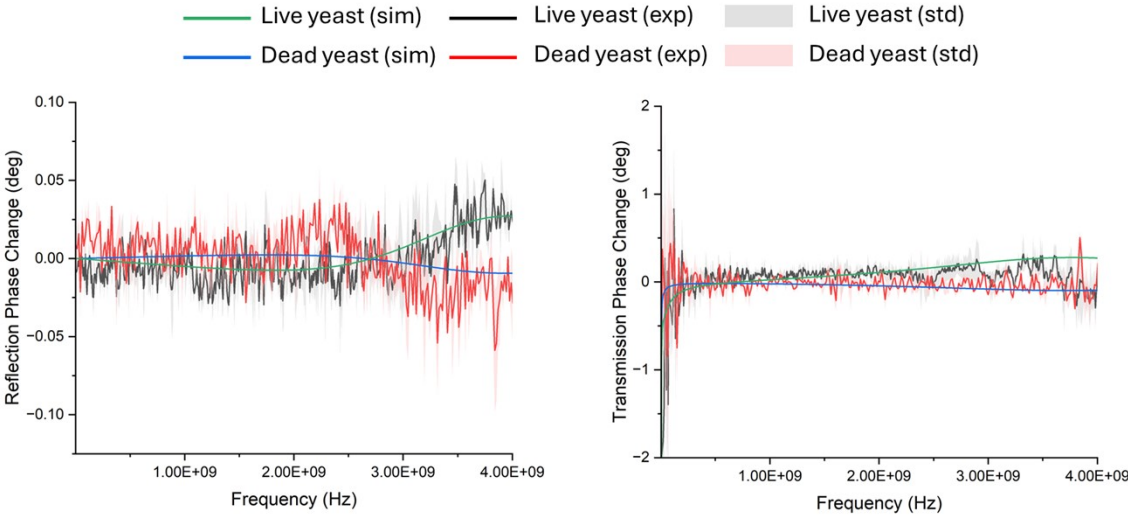 Live yeast (sim) Live yeast (exp) Live yeast (std)
Dead yeast (sim) Dead yeast (exp) Dead yeast (std)
Reflection Phase Change (deg)
0.10
0.05
0.00
−0.05
−0.10
1.00E+09 2.00E+09 3.00E+09 4.00E+09
Frequency (Hz)
Transmission Phase Change (deg)
2
1
0
−1
−2
1.00E+09 2.00E+09 3.00E+09 4.00E+09
Frequency (Hz)